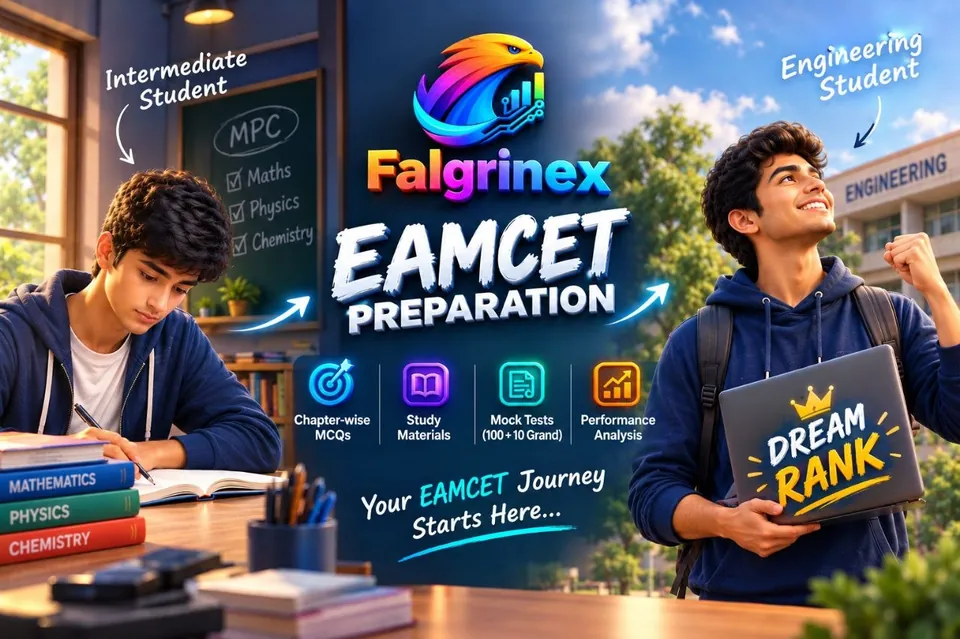 Intermediate
Student
MPC
Maths
Physics
Chemistry
MATHEMATICS
PHYSICS
CHEMISTRY
Falgrinex
EAMCET
PREPARATION
Chapter-wise
MCQs
Study
Materials
Mock Tests
(100+10 Grand)
Performance
Analysis
Your EAMCET Journey
Starts Here...
Engineering
Student
ENGINEERING
DREAM
RANK